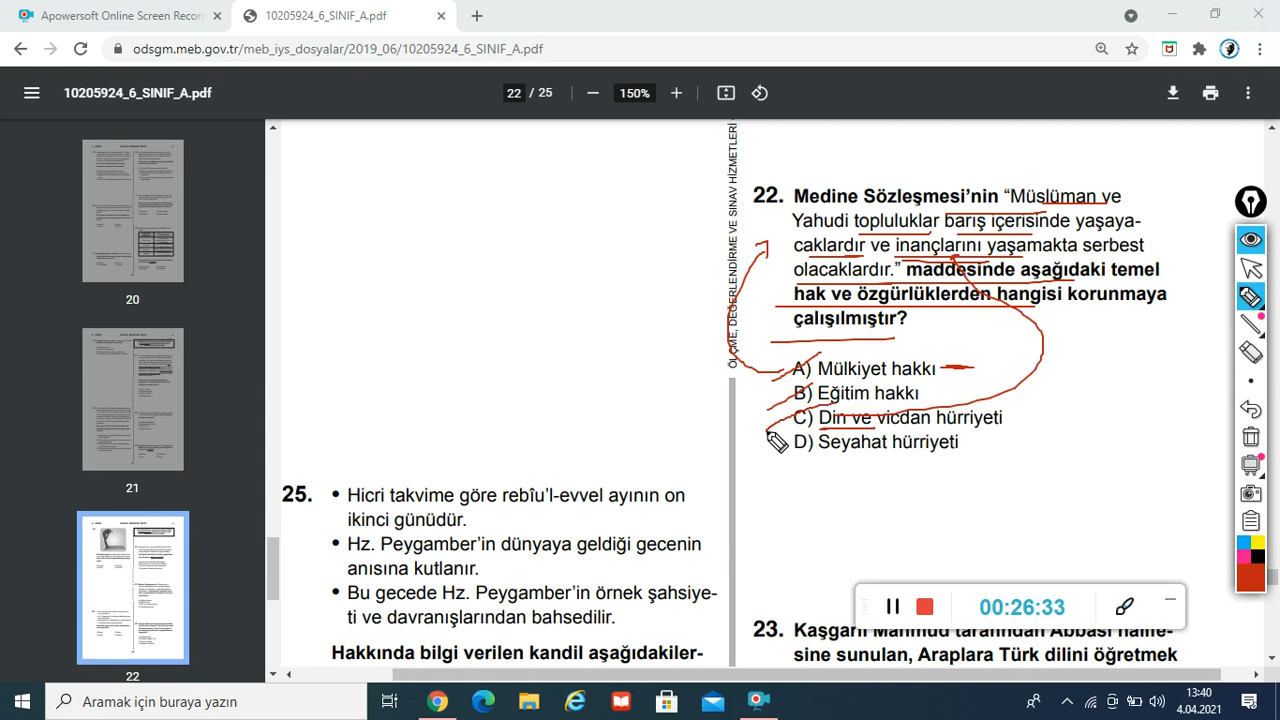 Apowersoft Online Screen Recor
10205924_6_SINIF_A.pdf
odsgm.meb.gov.tr/meb_iys_dosyalar/2019_06/10205924_6_SINIF_A.pdf
10205924_6_SINIF_A.pdf
22 / 25
150%
20
21
22
ÖLÇME, DEĞERLENDİRME VE SINAV HİZMETLERİ
22. Medine Sözleşmesi’nin “Müslüman ve
Yahudi topluluklar barış içerisinde yaşaya-
caklardır ve inançlarını yaşamakta serbest
olacaklardır.” maddesinde aşağıdaki temel
hak ve özgürlüklerden hangisi korunmaya
çalışılmıştır?
A) Mülkiyet hakkı
B) Eğitim hakkı
C) Din ve vicdan hürriyeti
D) Seyahat hürriyeti
25. • Hicri takvime göre rebîu’l-evvel ayının on
ikinci günüdür.
• Hz. Peygamber’in dünyaya geldiği gecenin
anısına kutlanır.
• Bu gecede Hz. Peygamber’in örnek şahsiye-
ti ve davranışlarından bahsedilir.
Hakkında bilgi verilen kandil aşağıdakiler-
00:26:33
23. Kaşgarlı Mahmud tarafından Abbasi halife-
sine sunulan, Araplara Türk dilini öğretmek
Aramak için buraya yazın
13:40
4.04.2021